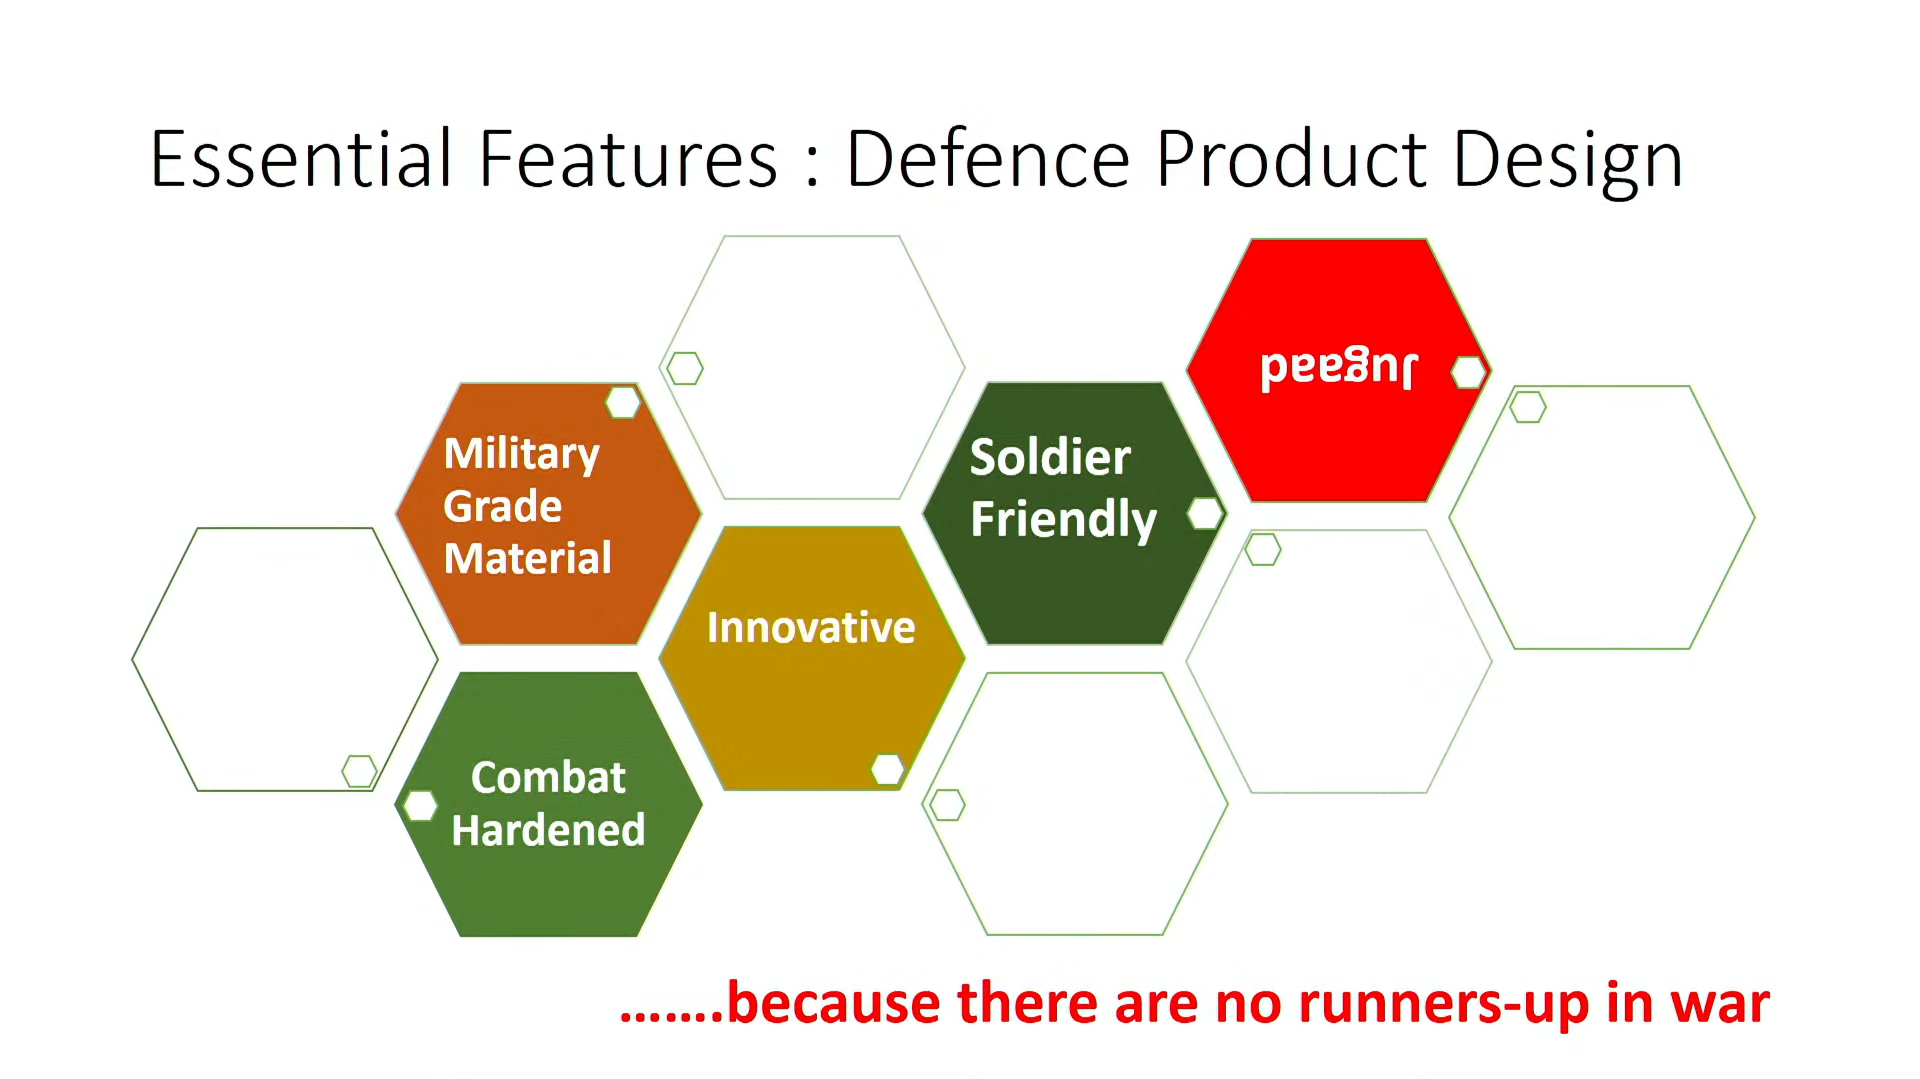 Essential Features : Defence Product Design
Jugaad
Military
Grade
Material
Soldier
Friendly
Innovative
Combat
Hardened
…….because there are no runners-up in war